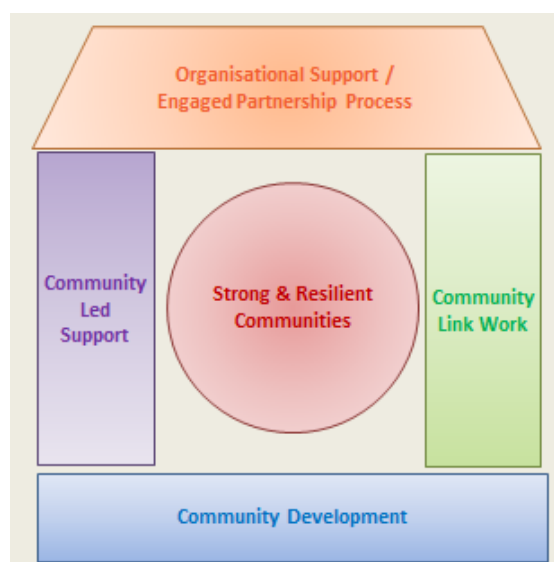 Organisational Support /
Engaged Partnership Process
Community
Led
Support
Strong & Resilient
Communities
Community
Link Work
Community Development